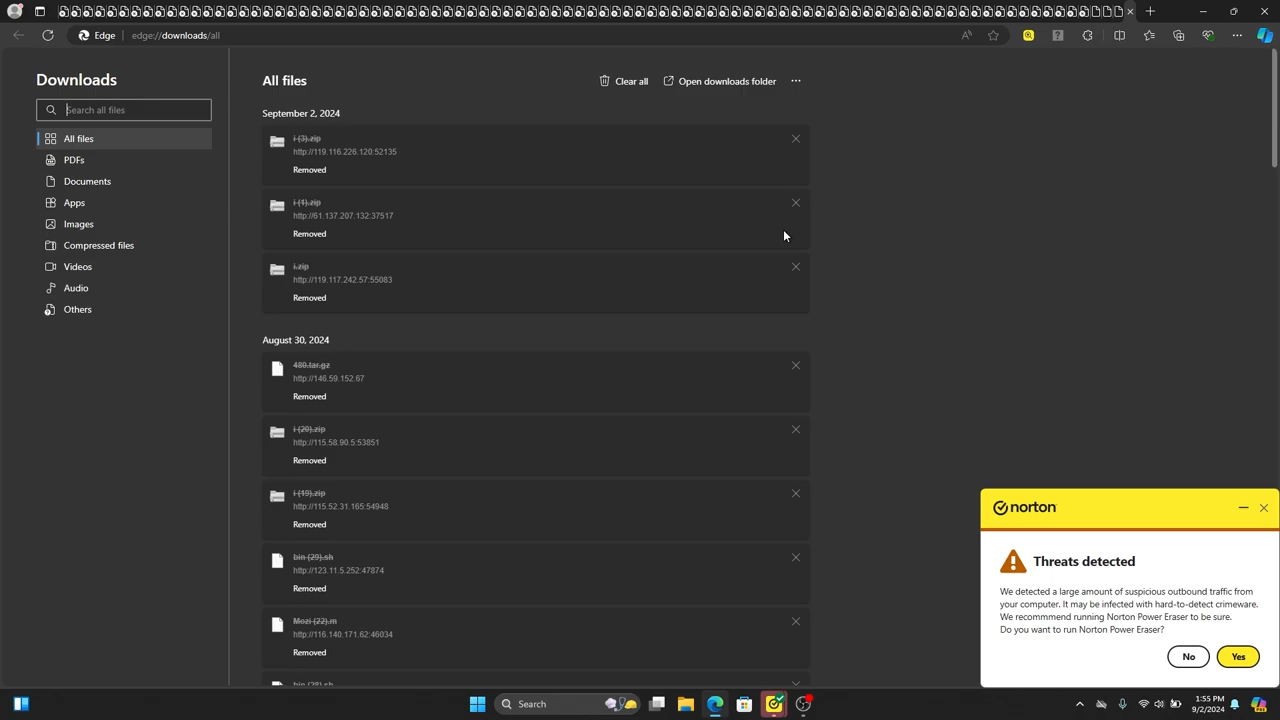 Edge
edge://downloads/all
Downloads
Search all files
All files
PDFs
Documents
Apps
Images
Compressed files
Videos
Audio
Others
All files
Clear all
Open downloads folder
September 2, 2024
i (3).zip
http://119.116.226.120:52135
Removed
i (1).zip
http://61.137.207.132:37517
Removed
i.zip
http://119.117.242.57:55083
Removed
August 30, 2024
480.tar.gz
http://146.59.152.67
Removed
i (20).zip
http://115.58.90.5:53851
Removed
i (19).zip
http://115.52.31.165:54948
Removed
bin (29).sh
http://123.11.5.252:47874
Removed
Mozi (22).m
http://116.140.171.62:46034
Removed
bin (28).sh
norton
Threats detected
We detected a large amount of suspicious outbound traffic from
your computer. It may be infected with hard-to-detect crimeware.
We recommmend running Norton Power Eraser to be sure.
Do you want to run Norton Power Eraser?
No
Yes
Search
1:55 PM
9/2/2024